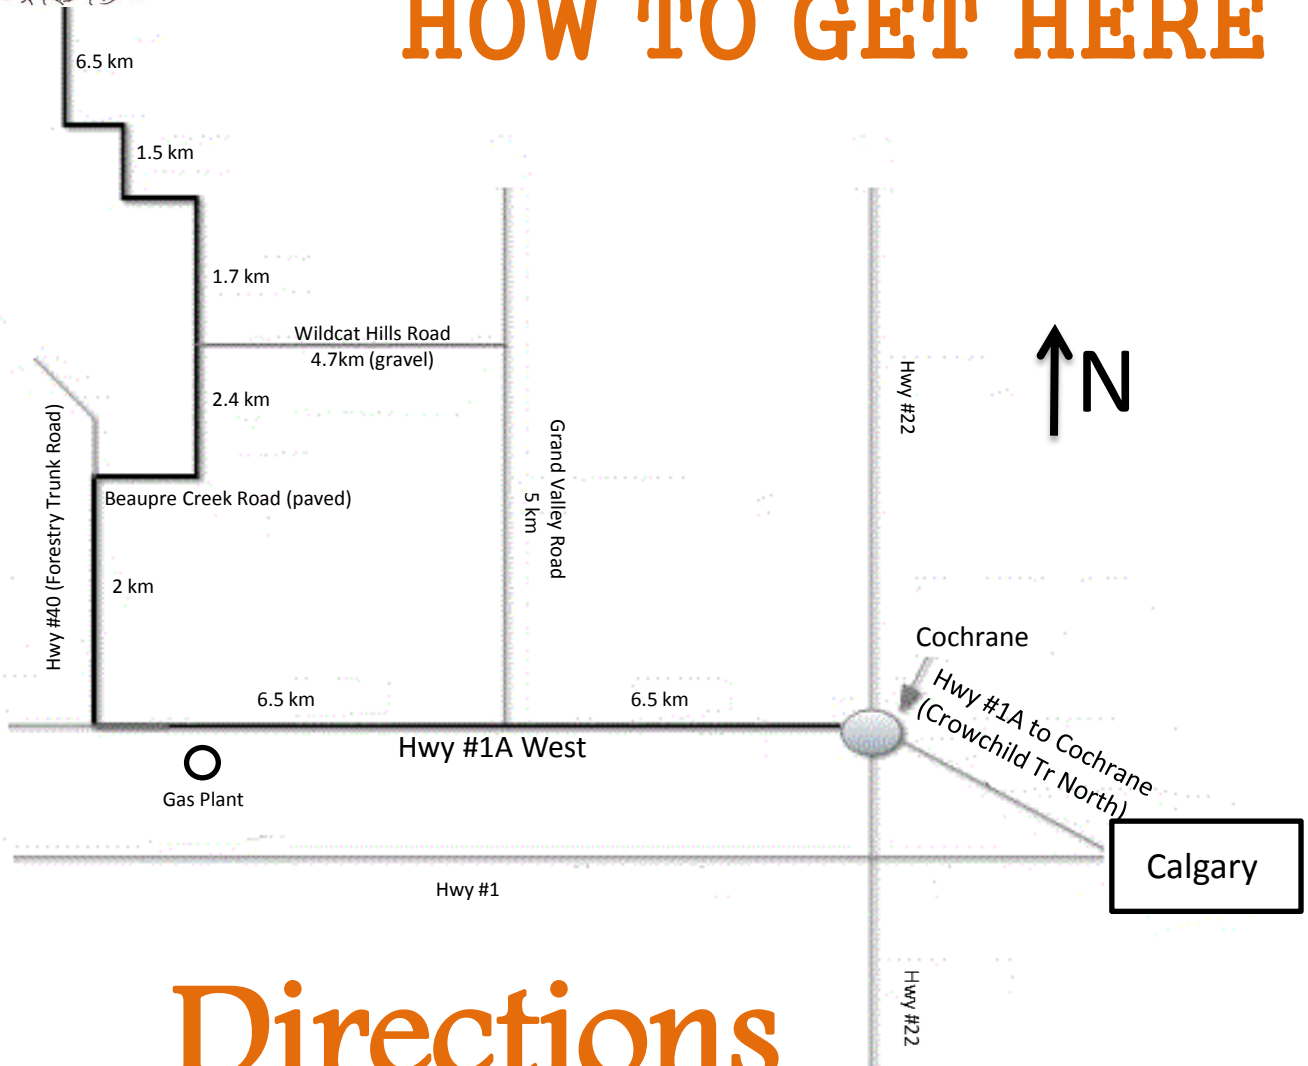 HOW TO GET HERE
6.5 km
1.5 km
1.7 km
Wildcat Hills Road
4.7km (gravel)
2.4 km
Hwy #22
N
Hwy #40 (Forestry Trunk Road)
Grand Valley Road
5 km
Beaupre Creek Road (paved)
2 km
Cochrane
6.5 km
6.5 km
Hwy #1A to Cochrane
(Crowchild Tr North)
Hwy #1A West
Gas Plant
Calgary
Hwy #1
Hwy #22
Directions